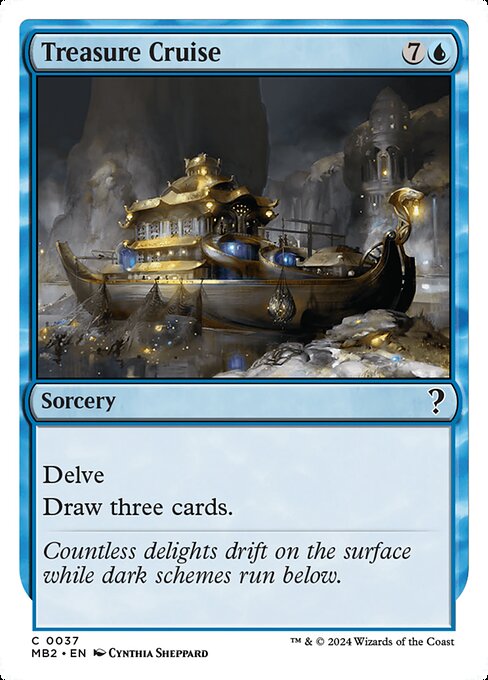 Treasure Cruise 7
Sorcery ?
Delve
Draw three cards.
Countless delights drift on the surface
while dark schemes run below.
C 0037
MB2 • EN Cynthia Sheppard
™ & © 2024 Wizards of the Coast